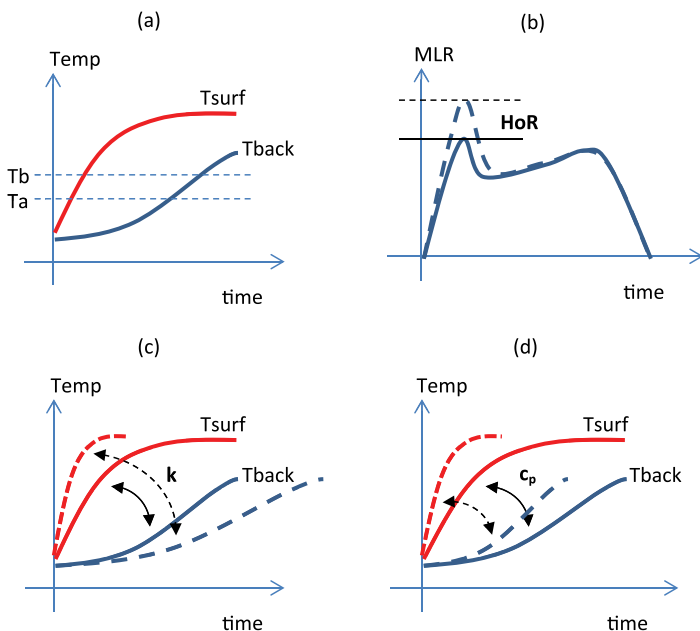 (a)
Temp
Tsurf
Tback
Tb
Ta
time
(b)
MLR
HoR
time
(c)
Temp
Tsurf
k
Tback
time
(d)
Temp
Tsurf
cp
Tback
time